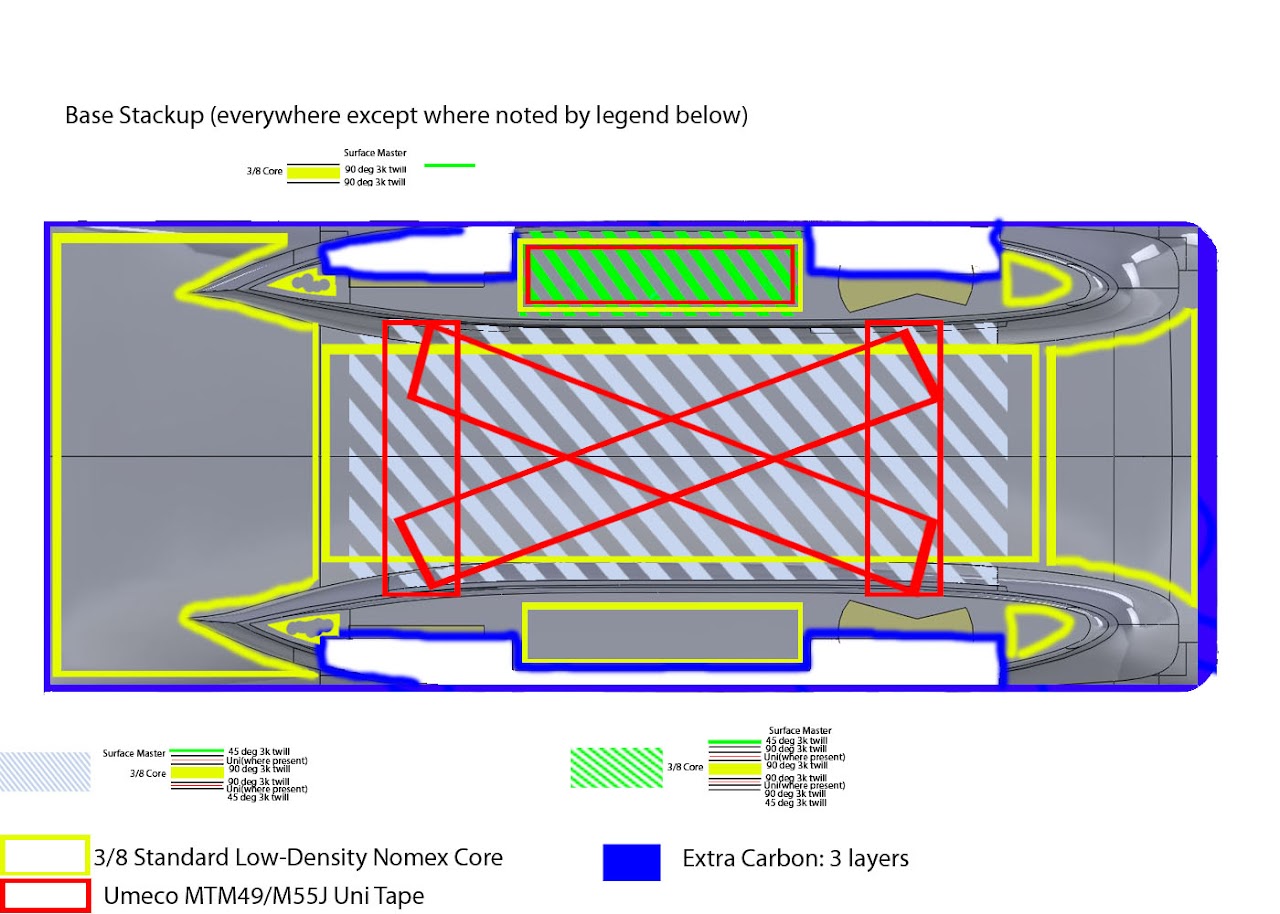 Base Stackup (everywhere except where noted by legend below)
Surface Master
3/8 Core
90 deg 3k twill
90 deg 3k twill
Surface Master
45 deg 3k twill
Uni(where present)
3/8 Core
90 deg 3k twill
90 deg 3k twill
Uni(where present)
45 deg 3k twill
Surface Master
45 deg 3k twill
90 deg 3k twill
Uni(where present)
3/8 Core
90 deg 3k twill
90 deg 3k twill
Uni(where present)
90 deg 3k twill
45 deg 3k twill
3/8 Standard Low-Density Nomex Core
Extra Carbon: 3 layers
Umeco MTM49/M55J Uni Tape